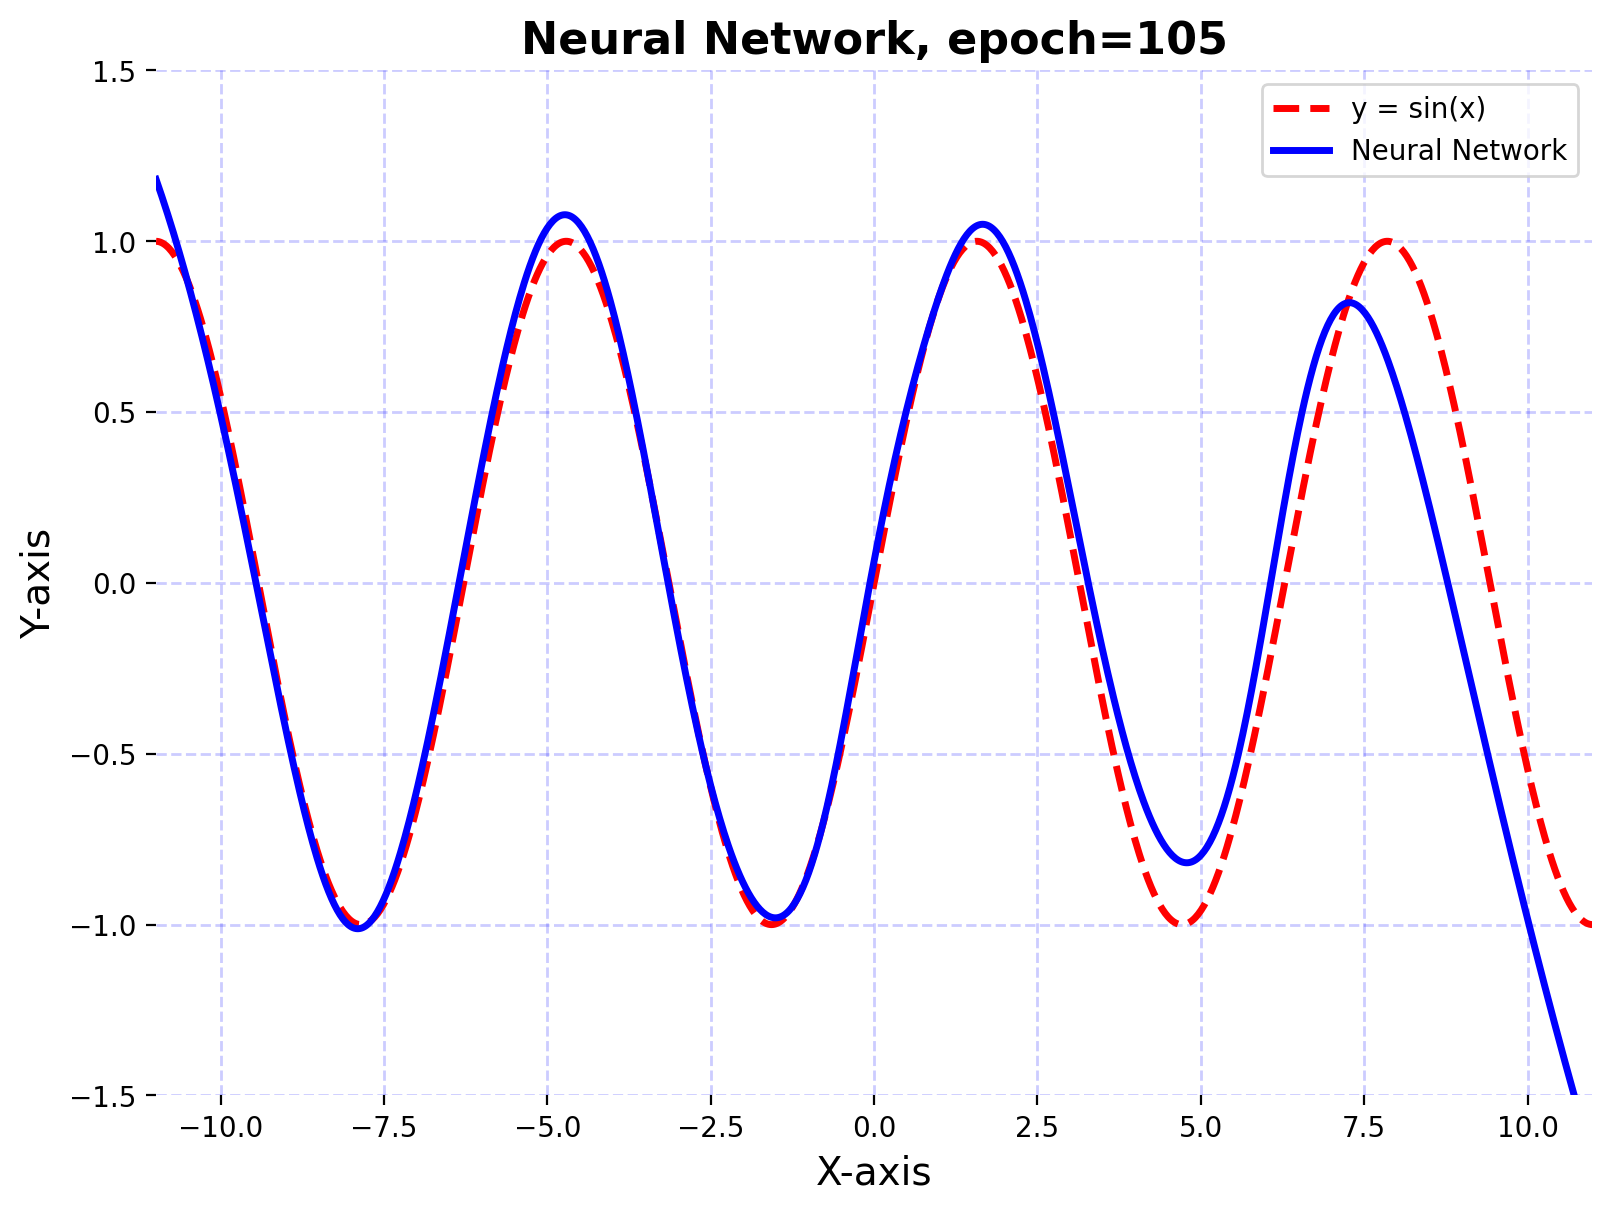 Neural Network, epoch=105
y = sin(x)
Neural Network
Y-axis
1.5
1.0
0.5
0.0
−0.5
−1.0
−1.5
−10.0 −7.5 −5.0 −2.5 0.0 2.5 5.0 7.5 10.0
X-axis